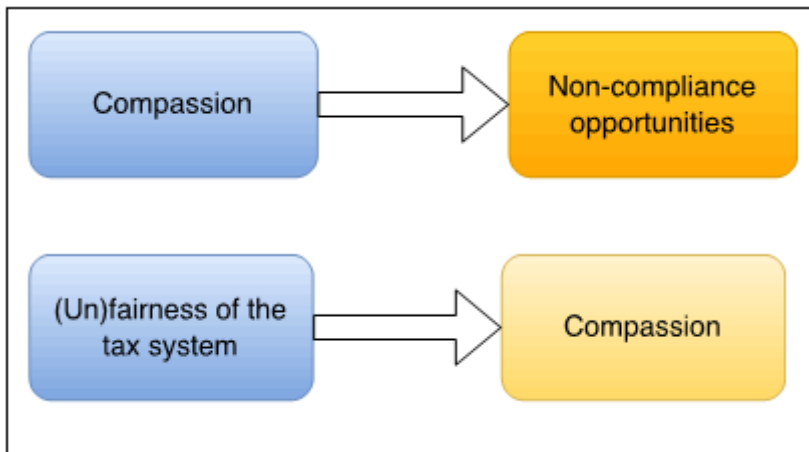 Compassion
Non-compliance
opportunities
(Un)fairness of the
tax system
Compassion